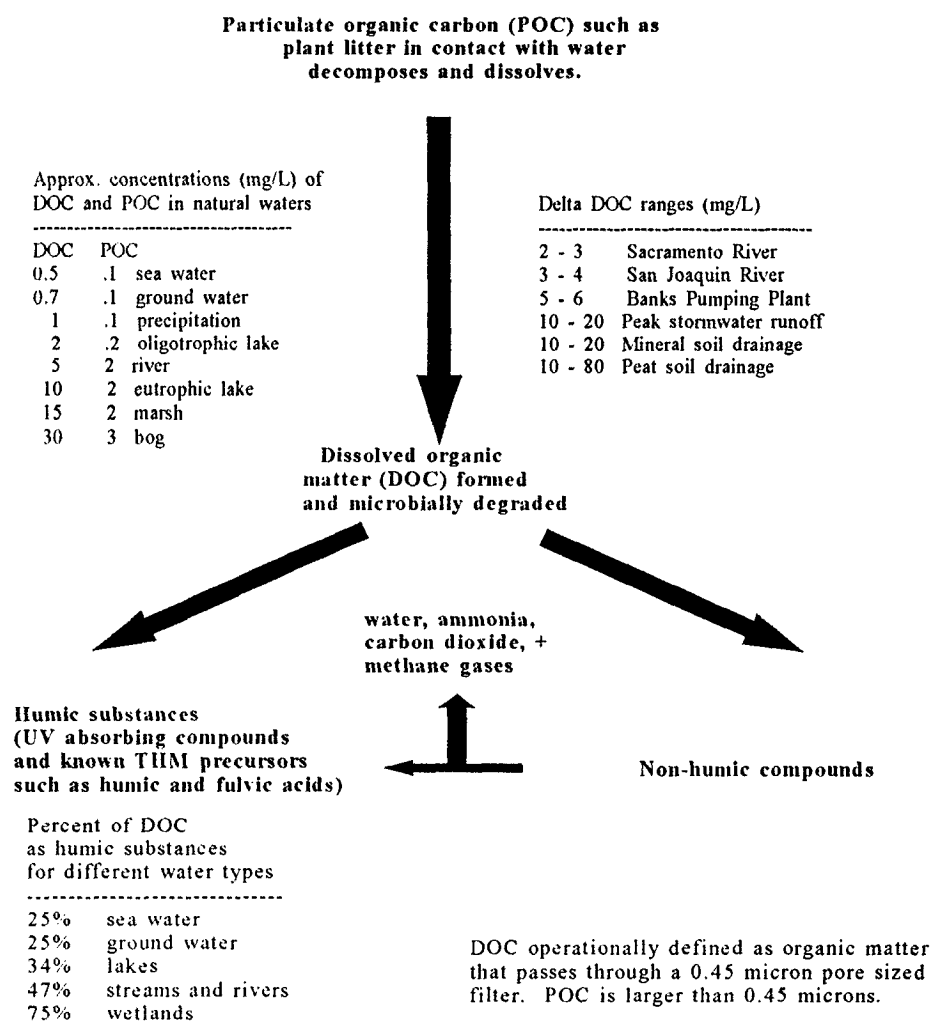 Particulate organic carbon (POC) such as
plant litter in contact with water
decomposes and dissolves.
Approx. concentrations (mg/L) of
DOC and POC in natural waters
DOC POC
0.5 .1 sea water
0.7 .1 ground water
1 .1 precipitation
2 .2 oligotrophic lake
5 2 river
10 2 eutrophic lake
15 2 marsh
30 3 bog
Delta DOC ranges (mg/L)
2 - 3 Sacramento River
3 - 4 San Joaquin River
5 - 6 Banks Pumping Plant
10 - 20 Peak stormwater runoff
10 - 20 Mineral soil drainage
10 - 80 Peat soil drainage
Dissolved organic
matter (DOC) formed
and microbially degraded
water, ammonia,
carbon dioxide, +
methane gases
Humic substances
(UV absorbing compounds
and known THM precursors
such as humic and fulvic acids)
Non-humic compounds
Percent of DOC
as humic substances
for different water types
25% sea water
25% ground water
34% lakes
47% streams and rivers
75% wetlands
DOC operationally defined as organic matter
that passes through a 0.45 micron pore sized
filter. POC is larger than 0.45 microns.